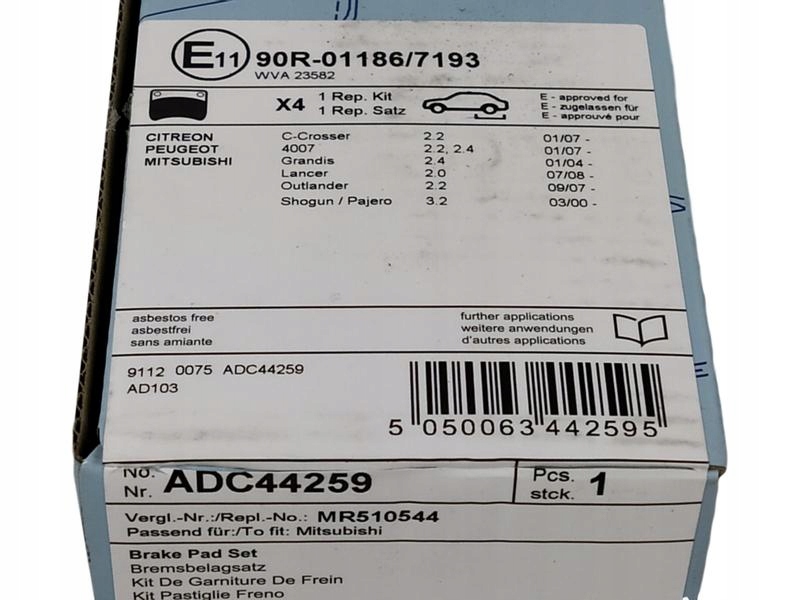 E11 90R-01186/7193
WVA 23582
X4 1 Rep. Kit
1 Rep. Satz
E - approved for
E - zugelassen für
E - approuvé pour
CITREON C-Crosser 2.2 01/07 -
PEUGEOT 4007 2.2, 2.4 01/07 -
MITSUBISHI Grandis 2.4 01/04 -
Lancer 2.0 07/08 -
Outlander 2.2 09/07 -
Shogun / Pajero 3.2 03/00 -
asbestos free
asbestfrei
sans amiante
further applications
weitere anwendungen
d'autres applications
9112 0075 ADC44259
AD103
5 050063 442595
No.
Nr. ADC44259
Pcs.
stck. 1
Vergl.-Nr.:/Repl.-No.: MR510544
Passend für:/To fit: Mitsubishi
Brake Pad Set
Bremsbelagsatz
Kit De Garniture De Frein
Kit Pastiglie Freno